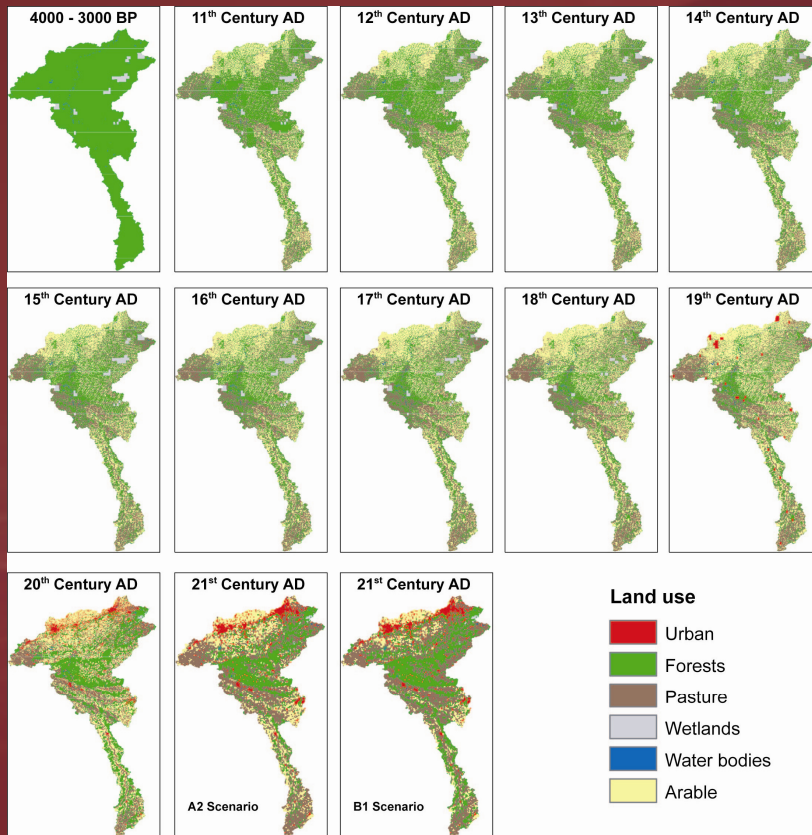 4000 - 3000 BP
11th Century AD
12th Century AD
13th Century AD
14th Century AD
15th Century AD
16th Century AD
17th Century AD
18th Century AD
19th Century AD
20th Century AD
21st Century AD
A2 Scenario
21st Century AD
B1 Scenario
Land use
Urban
Forests
Pasture
Wetlands
Water bodies
Arable